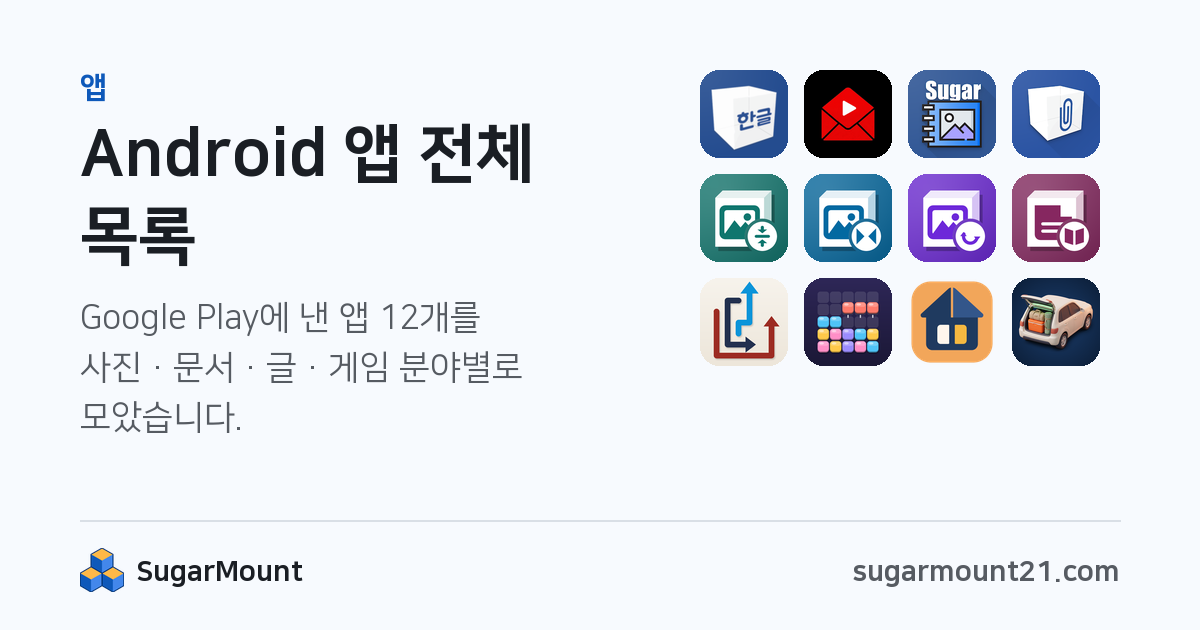 앱
Android 앱 전체
목록
Google Play에 낸 앱 12개를
사진 · 문서 · 글 · 게임 분야별로
모았습니다.
한글
Sugar
SugarMount
sugarmount21.com